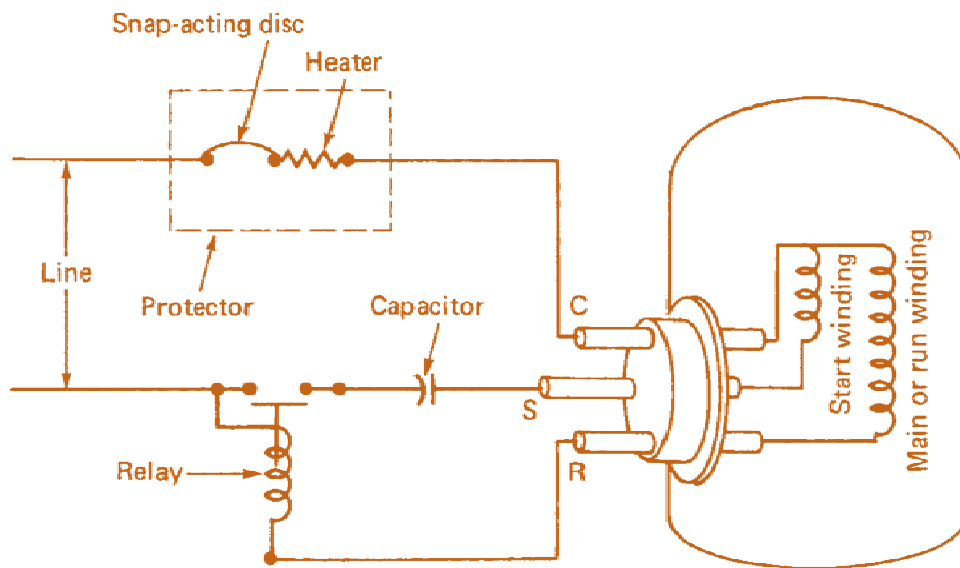 Snap-acting disc
Heater
Line
Protector
Capacitor
C
S
R
Relay
Start winding
Main or run winding